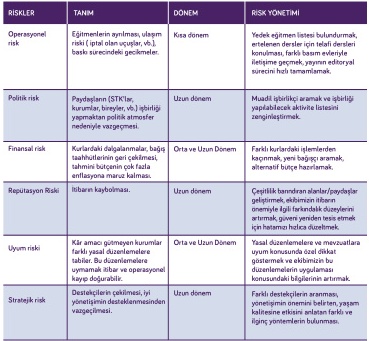 RİSKLER
TANIM
DÖNEM
RİSK YÖNETİMİ
Operasyonel
risk
Eğitmenlerin ayrılması, ulaşım
riski ( iptal olan uçuşlar, vb.),
baskı sürecindeki gecikmeler.
Kısa dönem
Yedek eğitmen listesi bulundurmak,
ertelenen dersler için telafi dersleri
konulması, farklı basım evleriyle
iletişime geçmek, yayının editoryal
sürecini hızlı tamamlamak.
Politik risk
Paydaşların (STK'lar,
kurumlar, bireyler, vb.) işbirliği
yapmaktan politik atmosfer
nedeniyle vazgeçmesi.
Uzun dönem
Muadil işbirlikçi aramak ve işbirliği
yapılabilecek aktivite listesini
zenginleştirmek.
Finansal risk
Kurlardaki dalgalanmalar, bağış
taahhütlerinin geri çekilmesi,
tahmini bütçenin çok fazla
enflasyona maruz kalması.
Orta ve Uzun Dönem
Farklı kurlardaki işlemlerden
kaçınmak, yeni bağışçı aramak,
alternatif bütçe hazırlamak.
Repütasyon Riski
İtibarın kaybolması.
Uzun dönem
Çeşitlilik barındıran alanlar/paydaşlar
geliştirmek, ekibimizin itibarın
önemiyle ilgili farkındalık düzeylerini
artırmak, güveni yeniden tesis etmek
için hatamızı hızlıca düzeltmek.
Uyum riski
Kâr amacı gütmeyen kurumlar
farklı yasal düzenlemelere
tabiler. Bu düzenlemelere
uymamak itibar ve operasyonel
kayıp doğurabilir.
Orta ve Uzun Dönem
Yasal düzenlemelere ve mevzuatlara
uyum konusunda özel dikkat
göstermek ve ekibimizin bu
düzenlemelerin uygulaması
konusundaki bilgilerinin artırmak.
Stratejik risk
Destekçilerin çekilmesi, iyi
yönetişimin desteklenmesinden
vazgeçilmesi.
Uzun dönem
Farklı destekçilerin aranması,
yönetişimin önemini belirten, yaşam
kalitesine etkisini anlatan farklı ve
ilginç yöntemlerin bulunması.